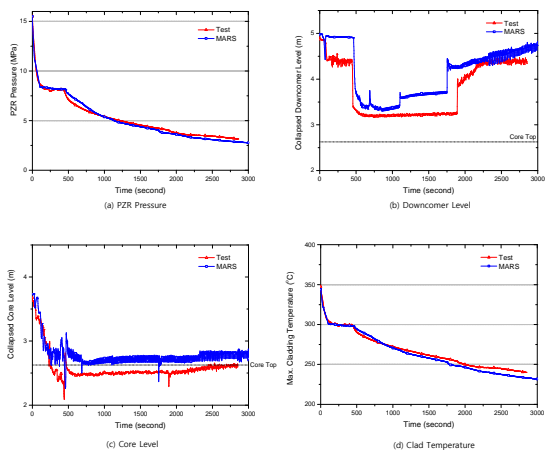 15
10
5
0
PZR Pressure (MPa)
Test
MARS
0
500
1000
1500
2000
2500
3000
Time (second)
(a) PZR Pressure
5
4
3
2
Collapsed Downcomer Level (m)
Test
MARS
Core Top
0
500
1000
1500
2000
2500
3000
Time (second)
(b) Downcomer Level
4
3
2
Collapsed Core Level (m)
Test
MARS
Core Top
0
500
1000
1500
2000
2500
3000
Time (second)
(c) Core Level
400
350
300
250
200
Max. Cladding Temperature (°C)
Test
MARS
0
500
1000
1500
2000
2500
3000
Time (second)
(d) Clad Temperature